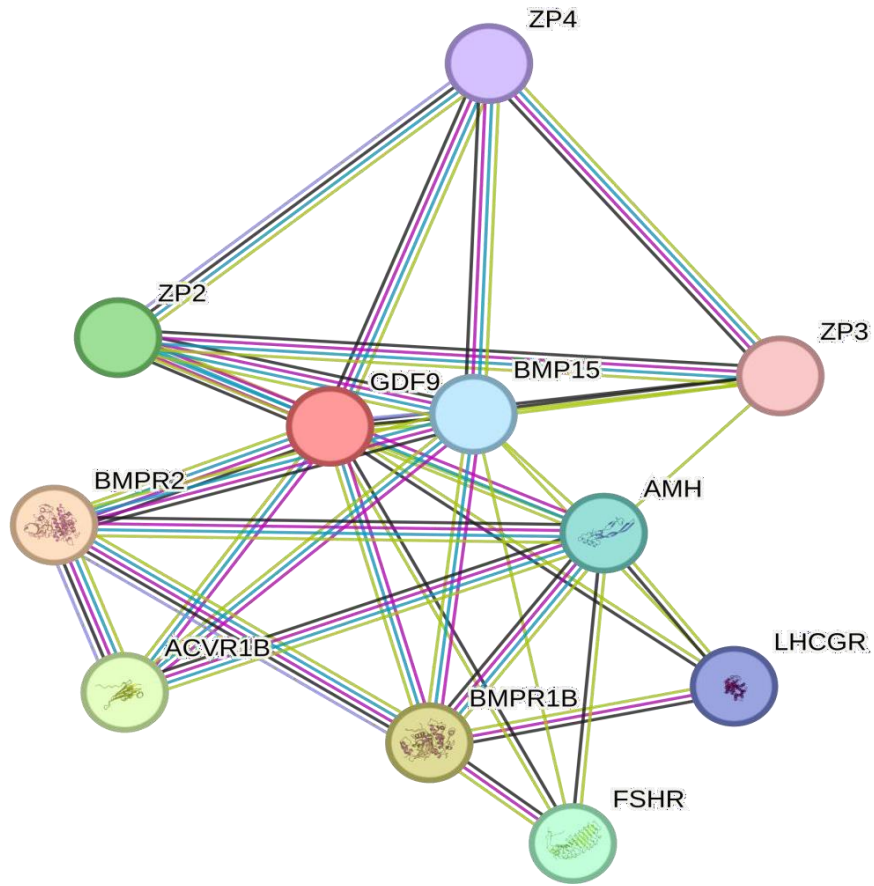 ZP4
ZP2
ZP3
GDF9
BMP15
BMPR2
AMH
ACVR1B
LHCGR
BMPR1B
FSHR